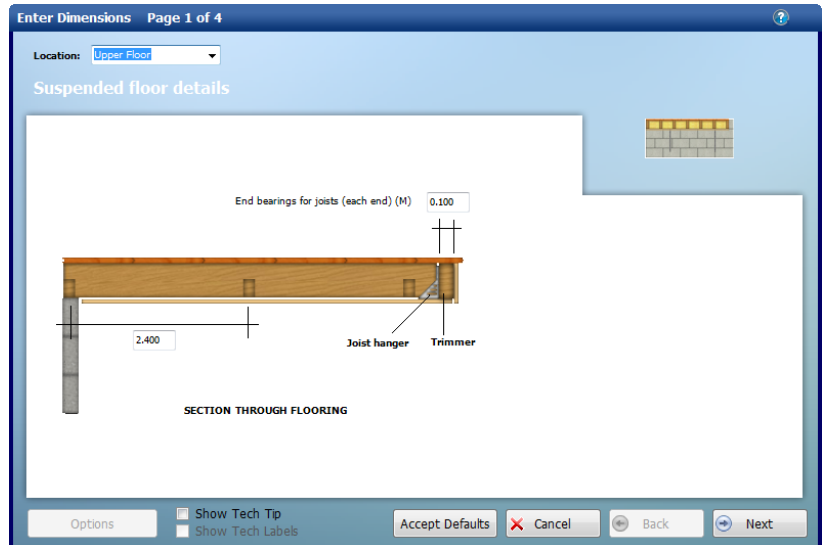 Enter Dimensions Page 1 of 4
Location: Upper Floor
Suspended floor details
End bearings for joists (each end) (M) 0.100
2.400
Joist hanger Trimmer
SECTION THROUGH FLOORING
Options
Show Tech Tip
Show Tech Labels
Accept Defaults
Cancel
Back
Next